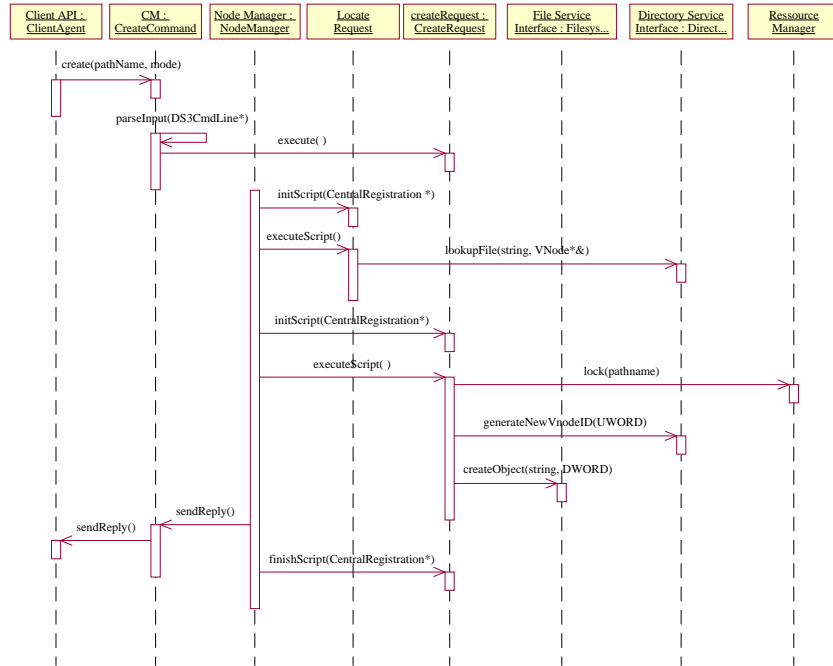 Client API :
ClientAgent
CM :
CreateCommand
Node Manager :
NodeManager
Locate
Request
createRequest :
CreateRequest
File Service
Interface : Filesys...
Directory Service
Interface : Direct...
Ressource
Manager
create(pathName, mode)
parseInput(DS3CmdLine*)
execute( )
initScript(CentralRegistration *)
executeScript()
lookupFile(string, VNode*&)
initScript(CentralRegistration*)
executeScript( )
lock(pathname)
generateNewVnodeID(UWORD)
createObject(string, DWORD)
sendReply()
sendReply()
finishScript(CentralRegistration*)